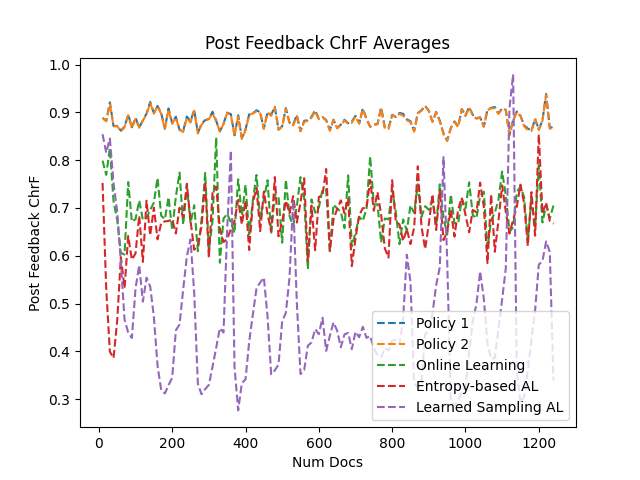 Post Feedback ChrF Averages
Post Feedback ChrF
1.0
0.9
0.8
0.7
0.6
0.5
0.4
0.3
Policy 1
Policy 2
Online Learning
Entropy-based AL
Learned Sampling AL
0 200 400 600 800 1000 1200
Num Docs